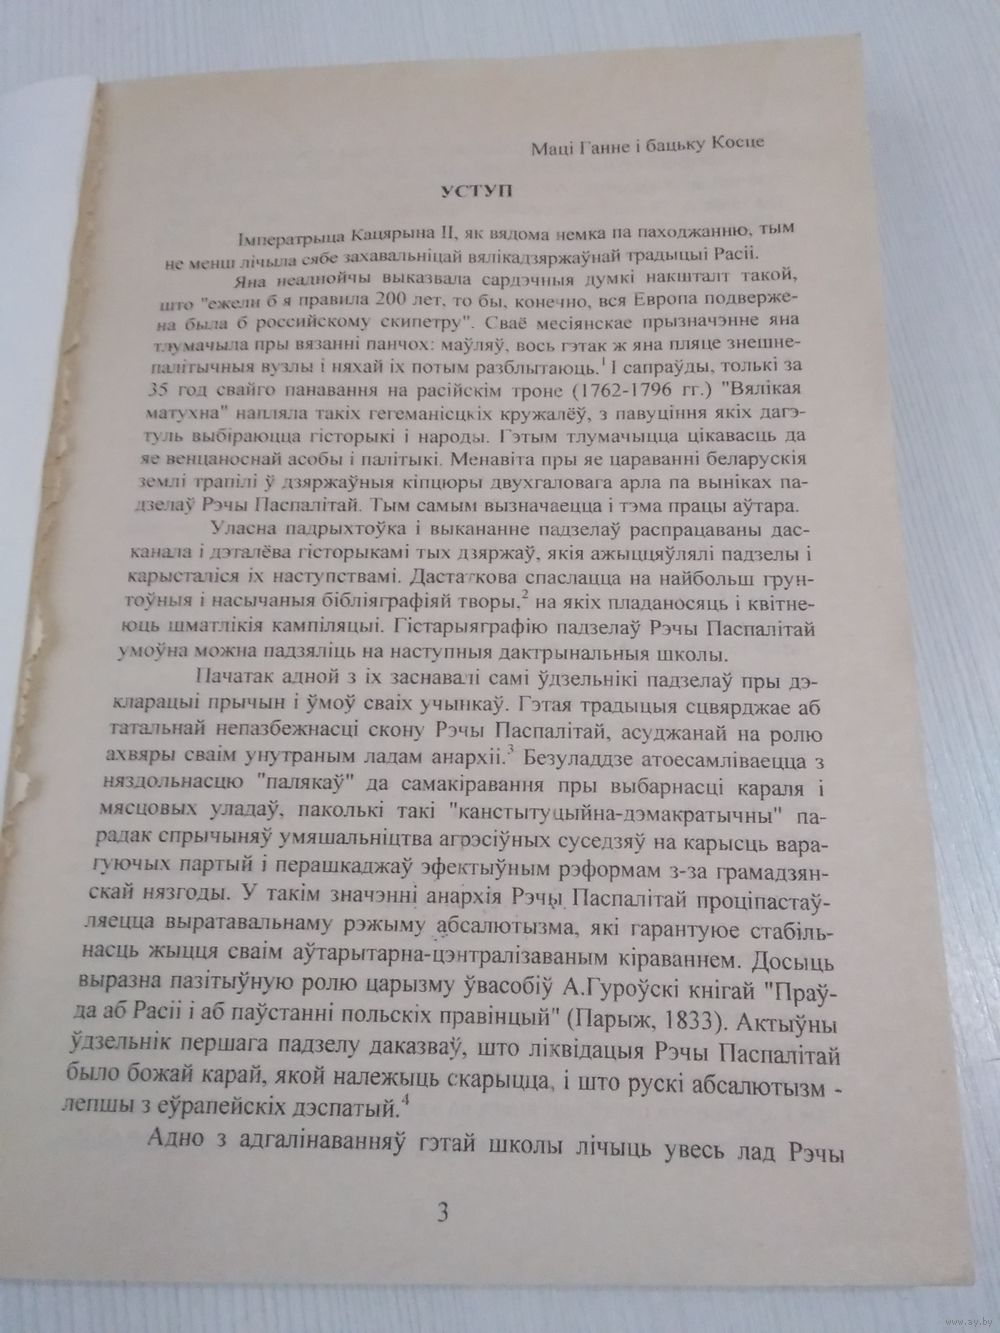 Маці Ганне і бацьку Косце
УСТУП
Імператрыца Кацярына ІІ, як вядома немка па паходжанню, тым
не менш лічыла сябе захавальніцай вялікадзяржаўнай традыцыі Расіі.
Яна неаднойчы выказвала сардэчныя думкі накшталт такой,
што "ежели б я правила 200 лет, то бы, конечно, вся Европа подверже-
на была б российскому скипетру". Сваё месіянскае прызначэнне яна
тлумачыла пры вязанні панчох: маўляў, вось гэтак ж яна пляце знешне-
палітычныя вузлы і няхай іх потым разблытаюць.1 І сапраўды, толькі за
35 год свайго панавання на расійскім троне (1762-1796 гг.) "Вялікая
матухна" напляла такіх гегеманісцкіх кружалёў, з павуціння якіх дагэ-
туль выбіраюцца гісторыкі і народы. Гэтым тлумачыцца цікавасць да
яе венцаноснай асобы і палітыкі. Менавіта пры яе цараванні беларускія
землі трапілі ў дзяржаўныя кіпцюры двухгаловага арла па выніках па-
дзелаў Рэчы Паспалітай. Тым самым вызначаецца і тэма працы аўтара.
Уласна падрыхтоўка і выкананне падзелаў распрацаваны дас-
канала і дэталёва гісторыкамі тых дзяржаў, якія ажыццяўлялі падзелы і
карысталіся іх наступствамі. Дастаткова спаслацца на найбольш грун-
тоўныя і насычаныя бібліяграфіяй творы,2 на якіх пладаносяць і квітне-
юць шматлікія кампіляцыі. Гістарыяграфію падзелаў Рэчы Паспалітай
умоўна можна падзяліць на наступныя дактрынальныя школы.
Пачатак адной з іх заснавалі самі ўдзельнікі падзелаў пры дэ-
кларацыі прычын і ўмоў сваіх учынкаў. Гэтая традыцыя сцвярджае аб
татальнай непазбежнасці скону Рэчы Паспалітай, асуджанай на ролю
ахвяры сваім унутраным ладам анархіі.3 Безуладдзе атоесамліваецца з
няздольнасцю "палякаў" да самакіравання пры выбарнасці караля і
мясцовых уладаў, паколькі такі "канстытуцыйна-дэмакратычны" па-
радак спрычыняў умяшальніцтва агрэсіўных суседзяў на карысць вара-
гуючых партый і перашкаджаў эфектыўным рэформам з-за грамадзян-
скай нязгоды. У такім значэнні анархія Рэчы Паспалітай проціпастаў-
ляецца выратавальнаму рэжыму абсалютызма, які гарантуюе стабіль-
насць жыцця сваім аўтарытарна-цэнтралізаваным кіраваннем. Досыць
выразна пазітыўную ролю царызму ўвасобіў А.Гуроўскі кнігай "Праў-
да аб Расіі і аб паўстанні польскіх правінцый" (Парыж, 1833). Актыўны
ўдзельнік першага падзелу даказваў, што ліквідацыя Рэчы Паспалітай
было божай карай, якой належыць скарыцца, і што рускі абсалютызм -
лепшы з еўрапейскіх дэспатый.4
Адно з адгалінаванняў гэтай школы лічыць увесь лад Рэчы
3
www.ay.by